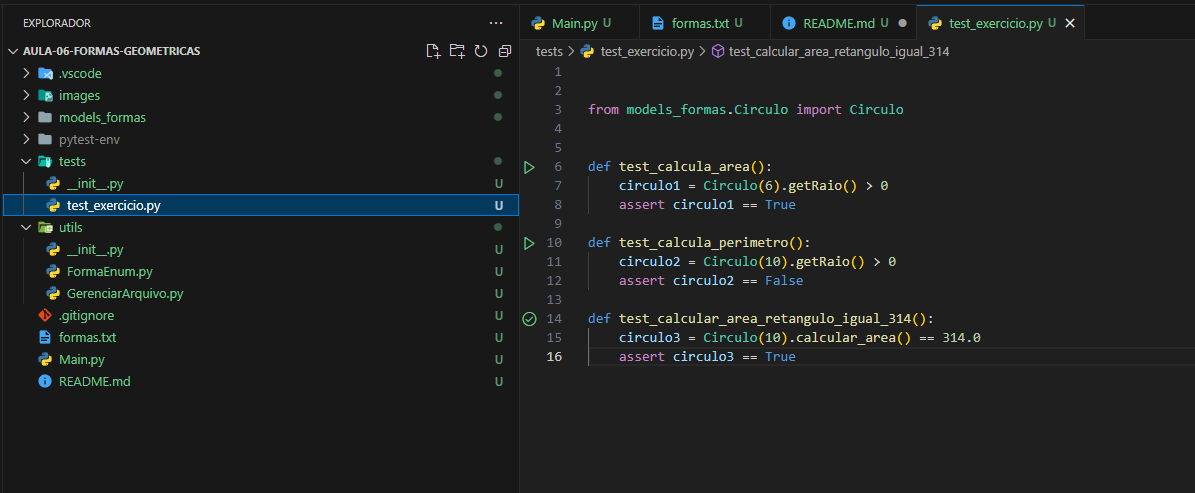 EXPLORADOR
AULA-06-FORMAS-GEOMETRICAS
.vscode
images
models_formas
pytest-env
tests
__init__.py U
test_exercicio.py U
utils
__init__.py U
FormaEnum.py U
GerenciarArquivo.py U
.gitignore U
formas.txt U
Main.py U
README.md U
Main.py U formas.txt U README.md U test_exercicio.py U
tests > test_exercicio.py > test_calcular_area_retangulo_igual_314
1
2
3 from models_formas.Circulo import Circulo
4
5
6 def test_calcula_area():
7 circulo1 = Circulo(6).getRaio() > 0
8 assert circulo1 == True
9
10 def test_calcula_perimetro():
11 circulo2 = Circulo(10).getRaio() > 0
12 assert circulo2 == False
13
14 def test_calcular_area_retangulo_igual_314():
15 circulo3 = Circulo(10).calcular_area() == 314.0
16 assert circulo3 == True